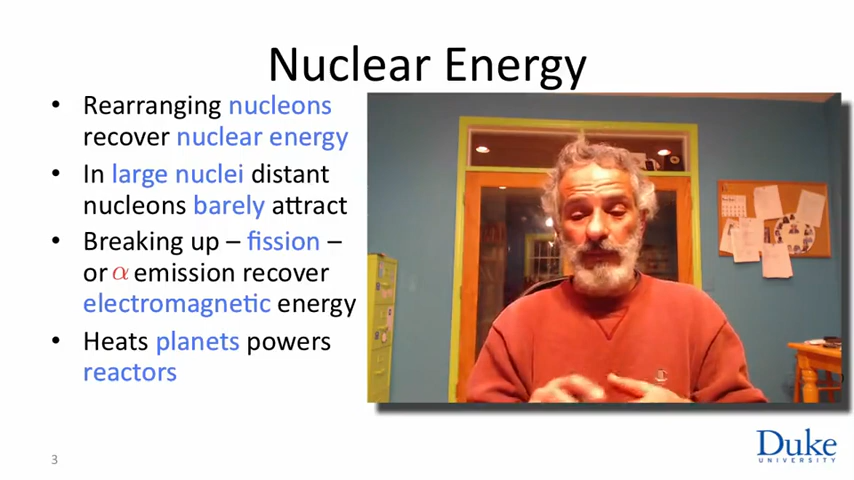 Nuclear Energy
• Rearranging nucleons
recover nuclear energy
• In large nuclei distant
nucleons barely attract
• Breaking up – fission –
or α emission recover
electromagnetic energy
• Heats planets powers
reactors
3
Duke
UNIVERSITY